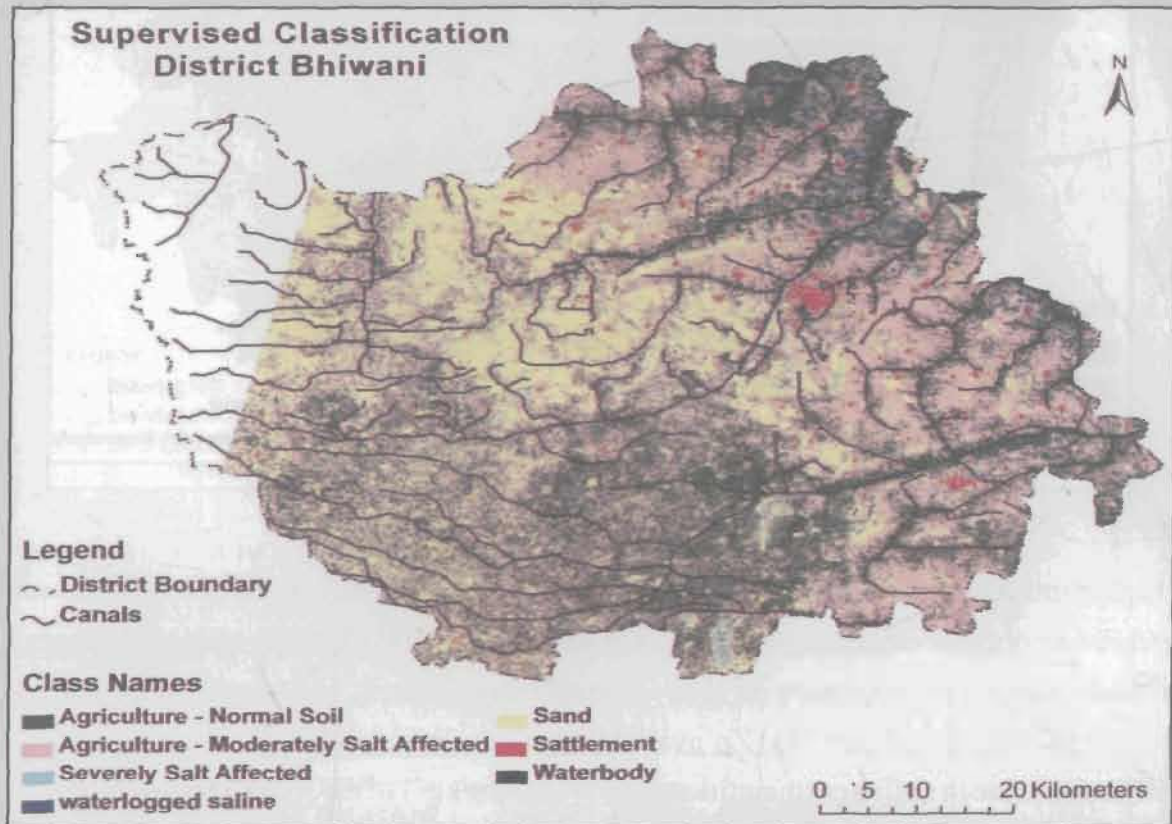 Supervised Classification
District Bhiwani
N
Legend
District Boundary
Canals
Class Names
Agriculture - Normal Soil
Agriculture - Moderately Salt Affected
Severely Salt Affected
waterlogged saline
Sand
Sattlement
Waterbody
0 5 10 20 Kilometers